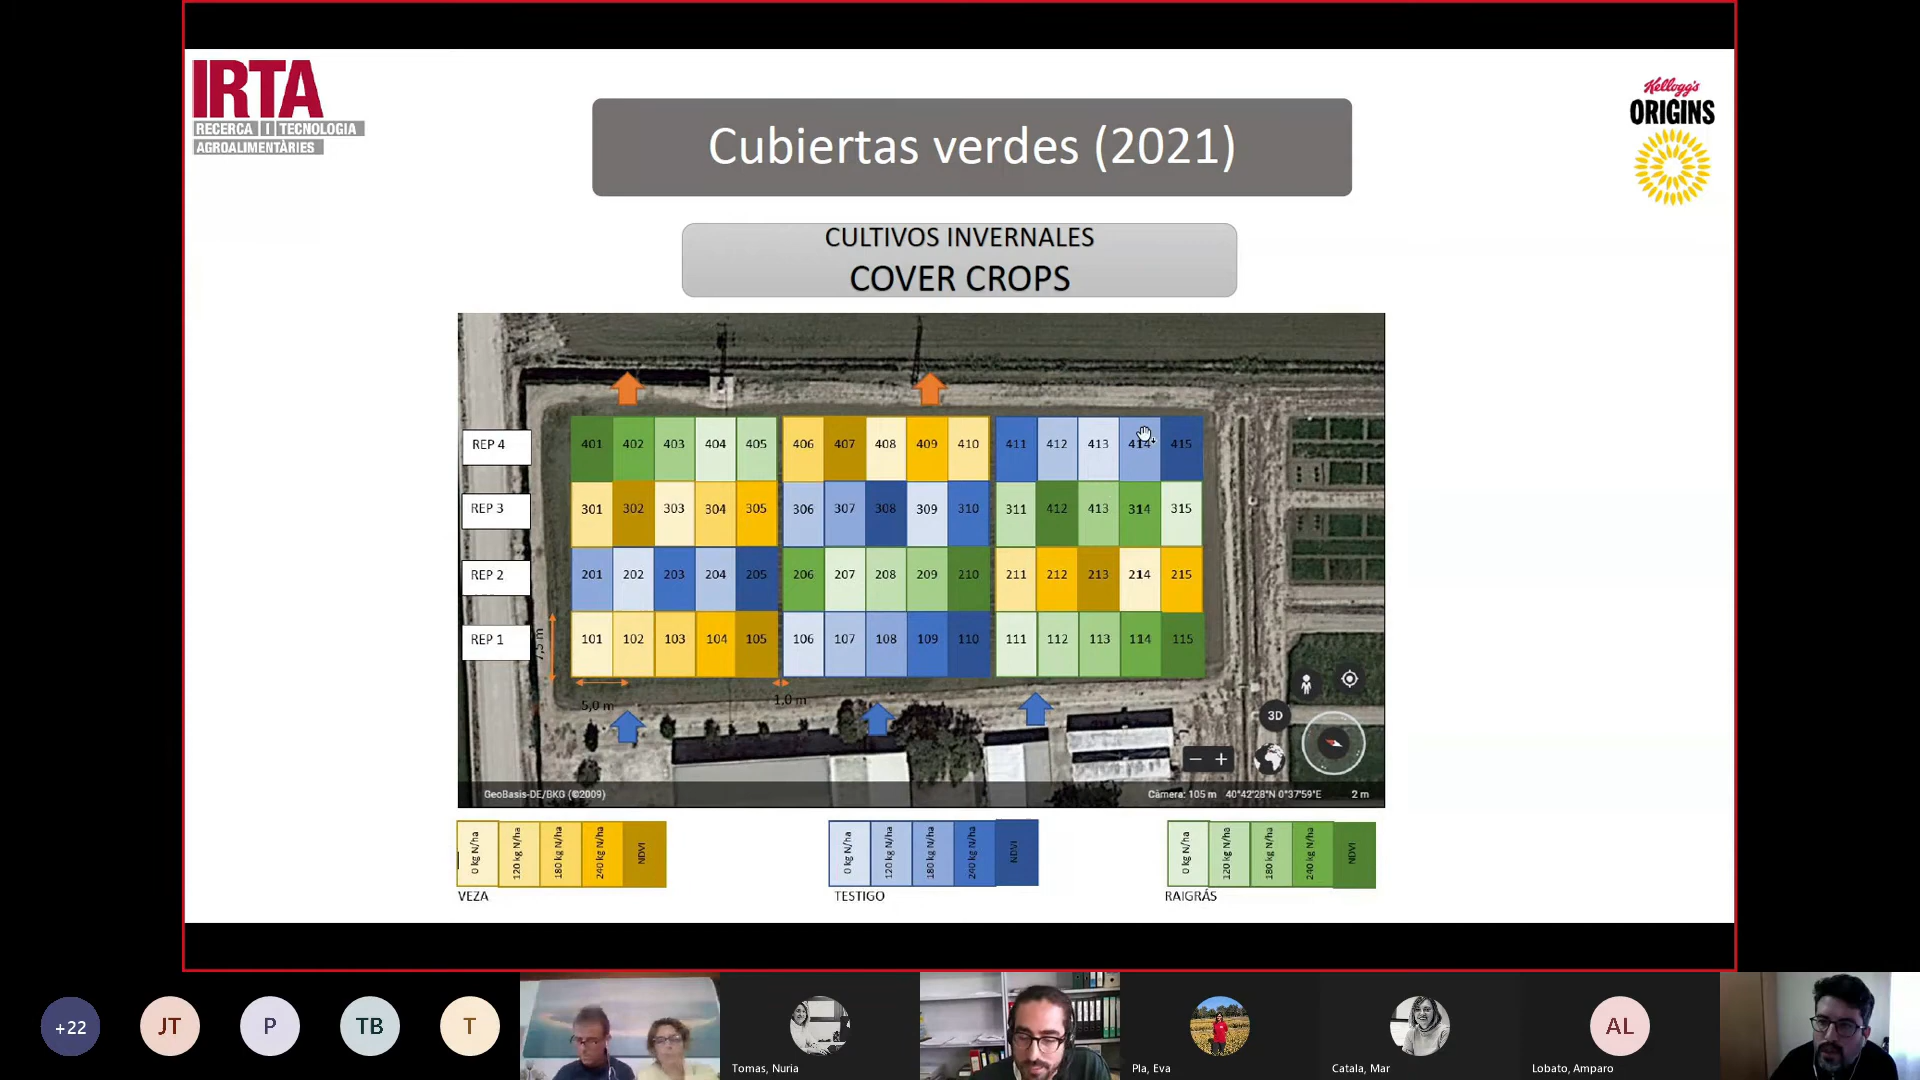 IRTA
RECERCA I TECNOLOGIA
AGROALIMENTÀRIES
Kellogg's
ORIGINS
Cubiertas verdes (2021)
CULTIVOS INVERNALES
COVER CROPS
REP 4
401 402 403 404 405 406 407 408 409 410 411 412 413 414 415
REP 3
301 302 303 304 305 306 307 308 309 310 311 412 413 314 315
REP 2
201 202 203 204 205 206 207 208 209 210 211 212 213 214 215
REP 1
101 102 103 104 105 106 107 108 109 110 111 112 113 114 115
7,5 m
5,0 m
1,0 m
3D
GeoBasis-DE/BKG (©2009)
Càmera: 105 m 40°42'28"N 0°37'59"E 2 m
0 kg N/ha 120 kg N/ha 180 kg N/ha 240 kg N/ha NDVI
VEZA
0 kg N/ha 120 kg N/ha 180 kg N/ha 240 kg N/ha NDVI
TESTIGO
0 kg N/ha 120 kg N/ha 180 kg N/ha 240 kg N/ha NDVI
RAIGRÁS
+22
JT
P
TB
T
Tomas, Nuria
Pla, Eva
Catala, Mar
AL
Lobato, Amparo